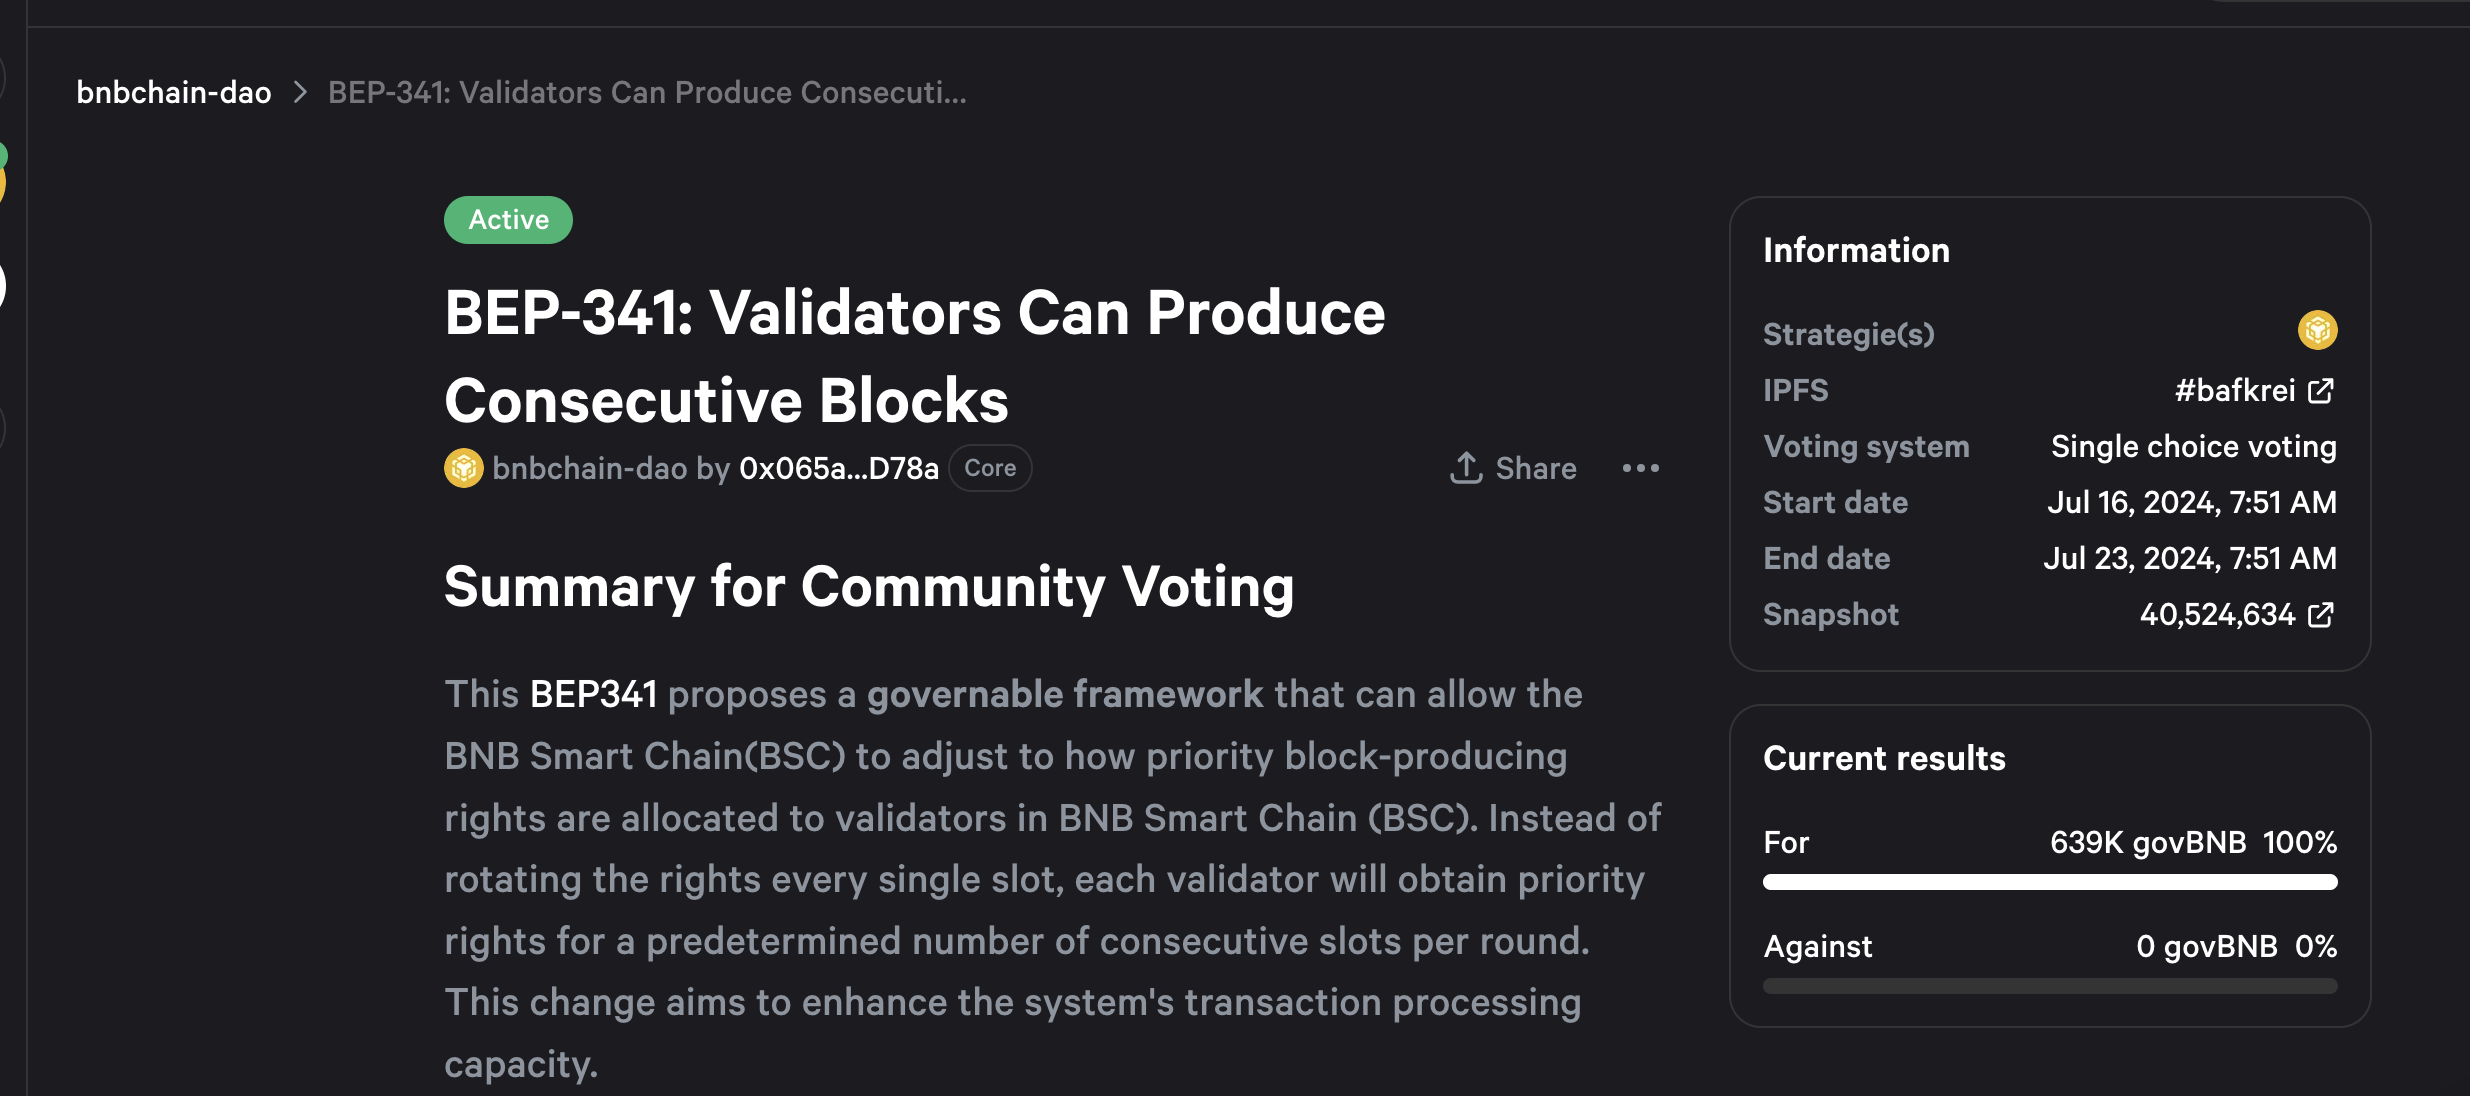 bnbchain-dao > BEP-341: Validators Can Produce Consecuti...
Active
BEP-341: Validators Can Produce
Consecutive Blocks
bnbchain-dao by 0x065a...D78a Core
Share
Summary for Community Voting
This BEP341 proposes a governable framework that can allow the
BNB Smart Chain(BSC) to adjust to how priority block-producing
rights are allocated to validators in BNB Smart Chain (BSC). Instead of
rotating the rights every single slot, each validator will obtain priority
rights for a predetermined number of consecutive slots per round.
This change aims to enhance the system's transaction processing
capacity.
Information
Strategie(s)
IPFS #bafkrei
Voting system Single choice voting
Start date Jul 16, 2024, 7:51 AM
End date Jul 23, 2024, 7:51 AM
Snapshot 40,524,634
Current results
For 639K govBNB 100%
Against 0 govBNB 0%